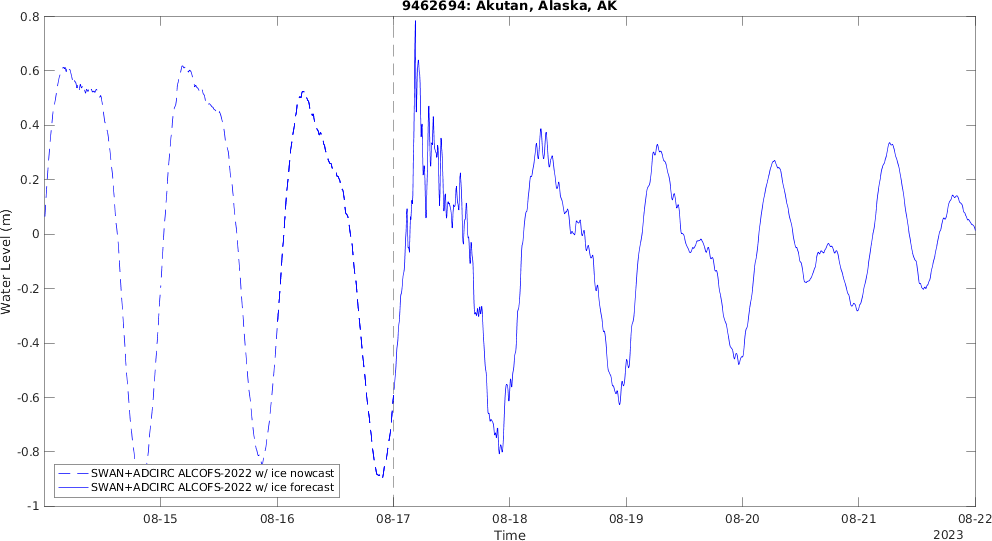 9462694: Akutan, Alaska, AK
0.8
0.6
0.4
0.2
0
-0.2
-0.4
-0.6
-0.8
-1
Water Level (m)
SWAN+ADCIRC ALCOFS-2022 w/ ice nowcast
SWAN+ADCIRC ALCOFS-2022 w/ ice forecast
08-15 08-16 08-17 08-18 08-19 08-20 08-21 08-22
Time
2023